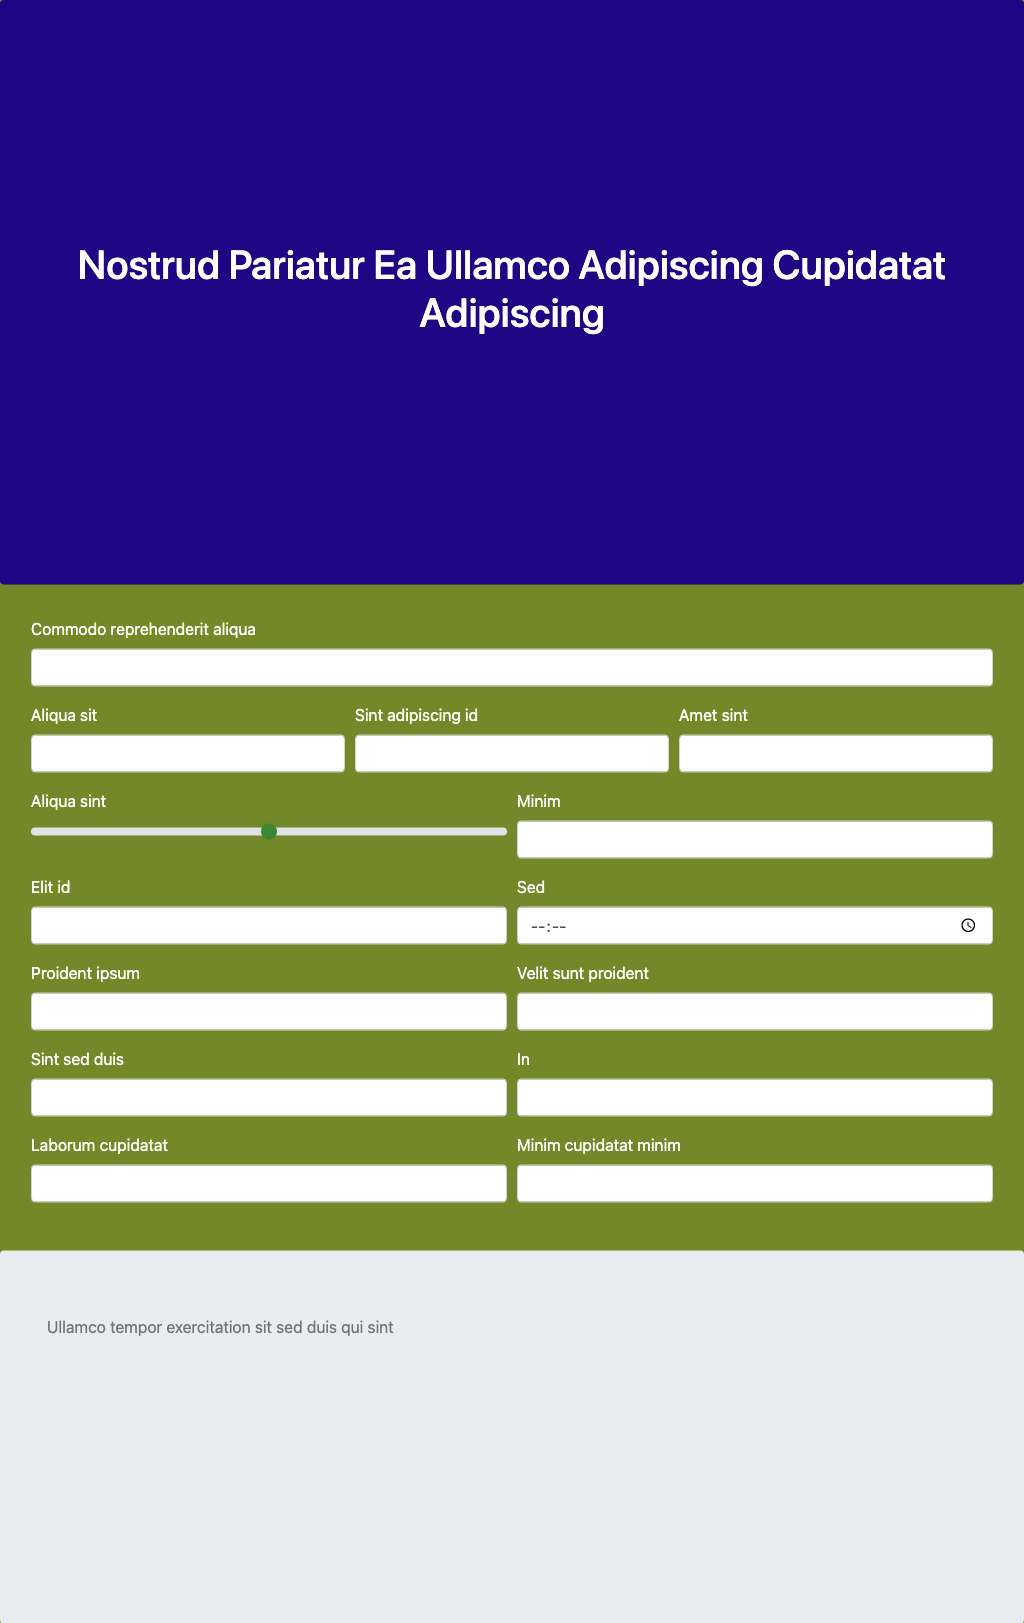 Nostrud Pariatur Ea Ullamco Adipiscing Cupidatat
Adipiscing
Commodo reprehenderit aliqua
Aliqua sit
Sint adipiscing id
Amet sint
Aliqua sint
Minim
Elit id
Sed
--:--
Proident ipsum
Velit sunt proident
Sint sed duis
In
Laborum cupidatat
Minim cupidatat minim
Ullamco tempor exercitation sit sed duis qui sint